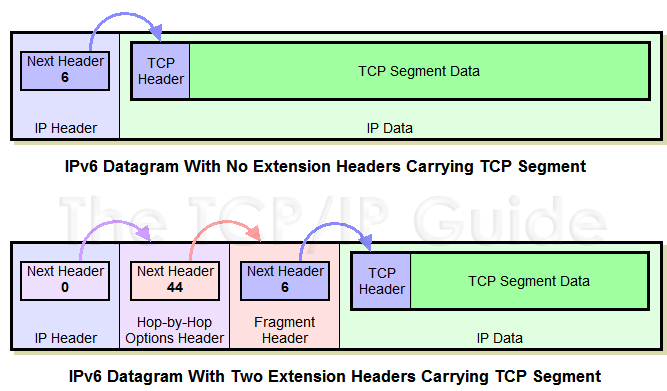 Next Header
6
TCP
Header
TCP Segment Data
IP Header
IP Data
IPv6 Datagram With No Extension Headers Carrying TCP Segment
The TCP/IP Guide
Next Header
0
Next Header
44
Next Header
6
TCP
Header
TCP Segment Data
IP Header
Hop-by-Hop
Options Header
Fragment
Header
IP Data
IPv6 Datagram With Two Extension Headers Carrying TCP Segment